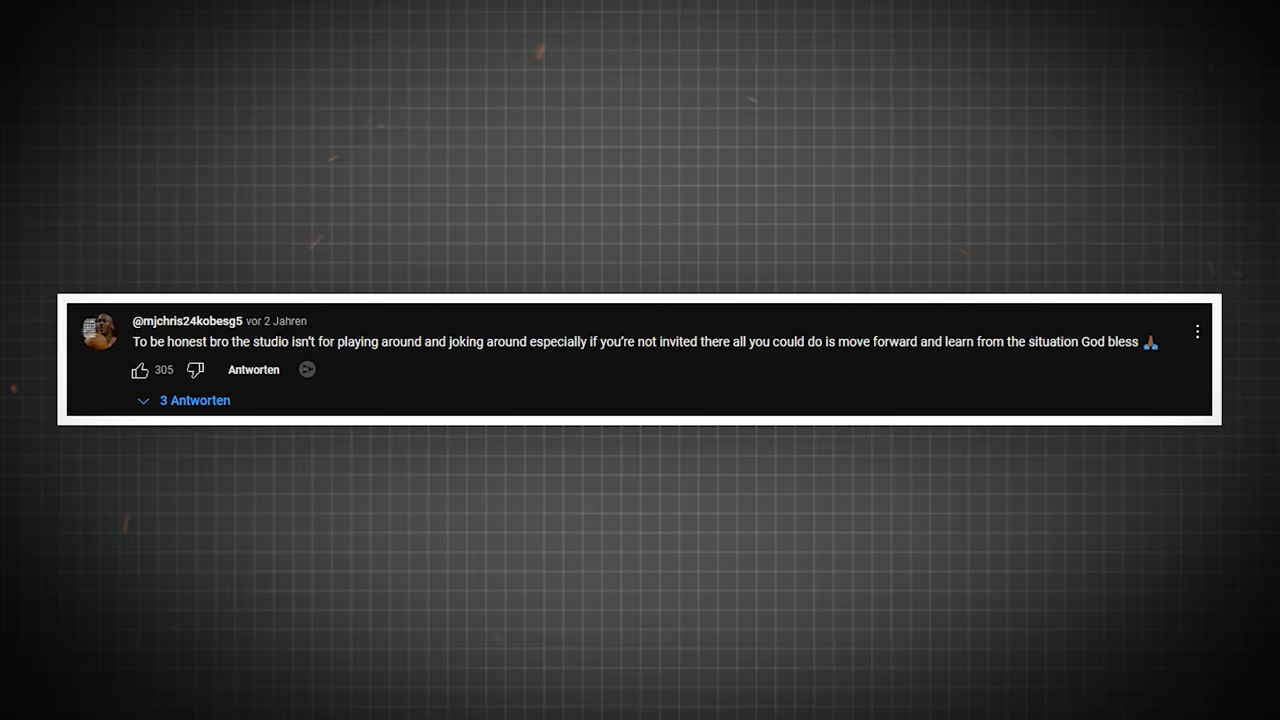 @mjchris24kobesg5 vor 2 Jahren
To be honest bro the studio isn't for playing around and joking around especially if you're not invited there all you could do is move forward and learn from the situation God bless 🙏🏾
305 Antworten
3 Antworten